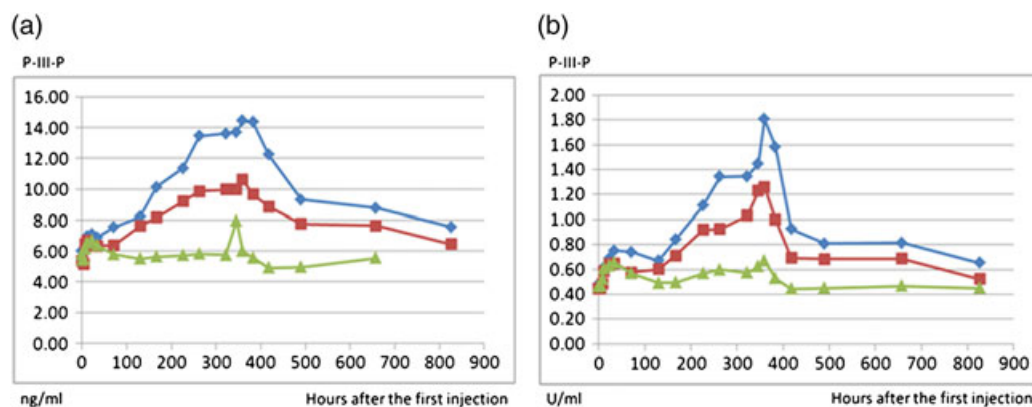 (a)
P-III-P
16.00
14.00
12.00
10.00
8.00
6.00
4.00
2.00
0.00
0 100 200 300 400 500 600 700 800 900
ng/ml Hours after the first injection
(b)
P-III-P
2.00
1.80
1.60
1.40
1.20
1.00
0.80
0.60
0.40
0.20
0.00
0 100 200 300 400 500 600 700 800 900
U/ml Hours after the first injection